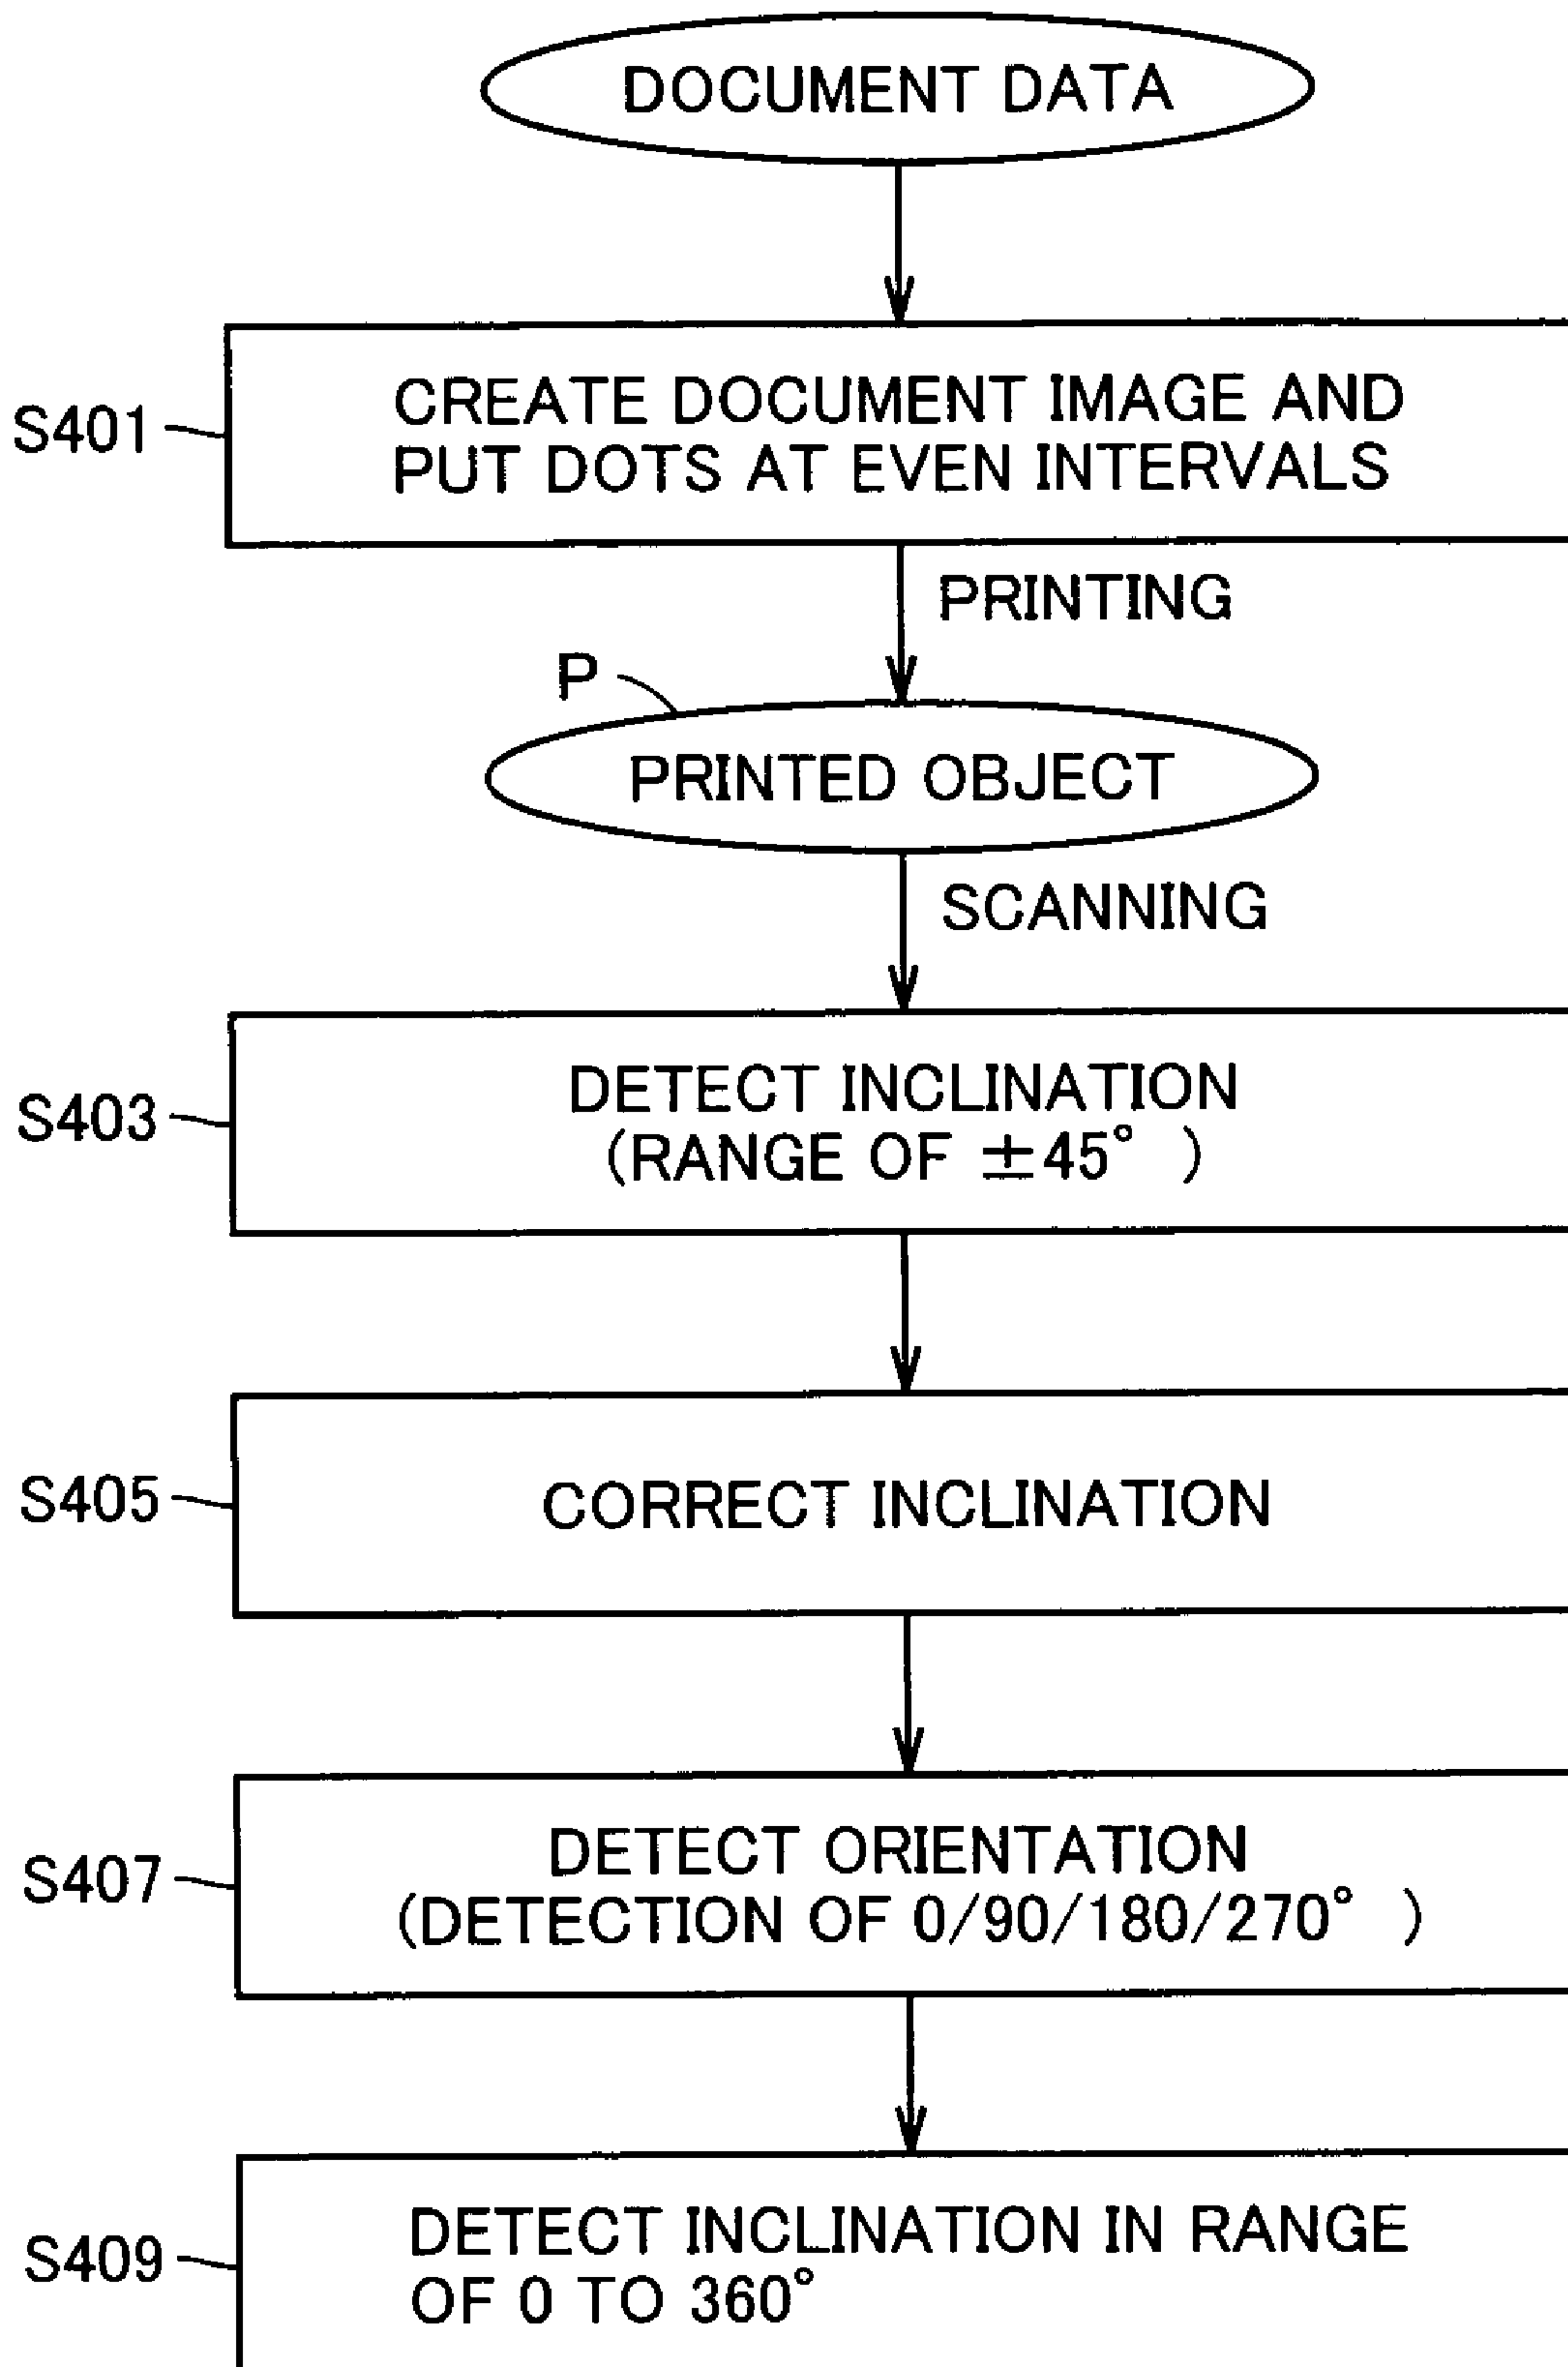 DOCUMENT DATA
S401
CREATE DOCUMENT IMAGE AND
PUT DOTS AT EVEN INTERVALS
PRINTING
P
PRINTED OBJECT
SCANNING
S403
DETECT INCLINATION
(RANGE OF ±45° )
S405
CORRECT INCLINATION
S407
DETECT ORIENTATION
(DETECTION OF 0/90/180/270° )
S409
DETECT INCLINATION IN RANGE
OF 0 TO 360°